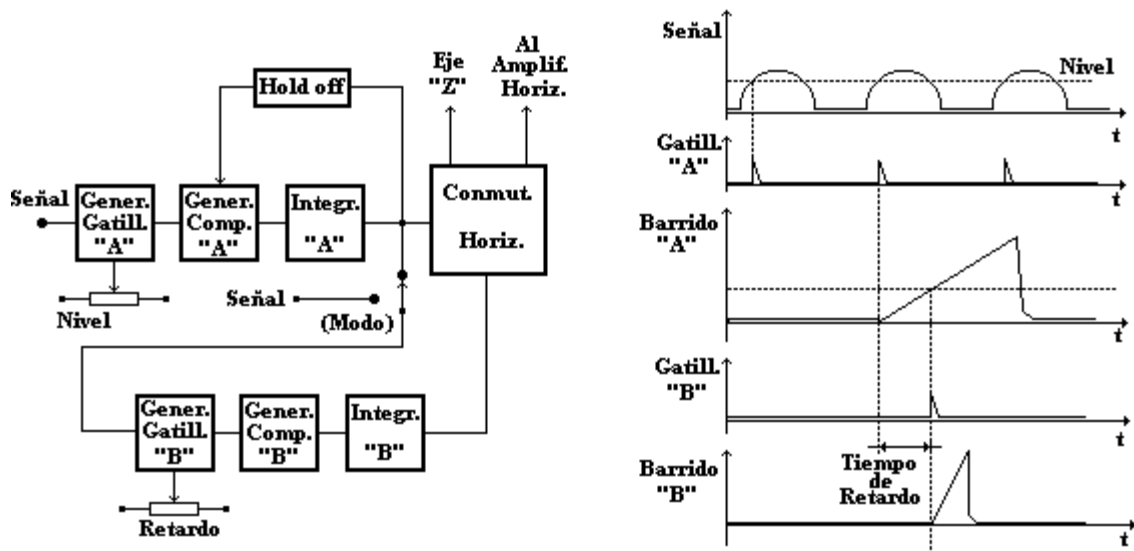 Eje
"Z"
Al
Amplif.
Horiz.
Hold off
Señal
Gener.
Gatill.
"A"
Gener.
Comp.
"A"
Integr.
"A"
Conmut.
Horiz.
Nivel
Señal
(Modo)
Gener.
Gatill.
"B"
Gener.
Comp.
"B"
Integr.
"B"
Retardo
Señal
Nivel
t
Gatill.
"A"
t
Barrido
"A"
t
Gatill.
"B"
t
Tiempo
de
Retardo
Barrido
"B"
t